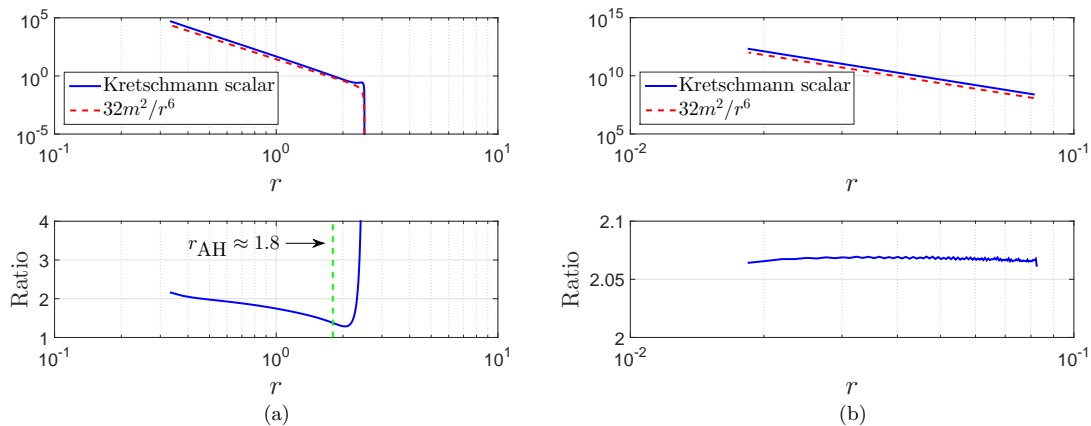 10^5
10^0
10^-5
Kretschmann scalar
32m^2/r^6
10^-1
10^0
10^1
r
10^15
10^10
10^5
Kretschmann scalar
32m^2/r^6
10^-2
10^-1
r
Ratio
4
3
2
1
r_AH ≈ 1.8
10^-1
10^0
10^1
r
(a)
Ratio
2.1
2.05
2
10^-2
10^-1
r
(b)